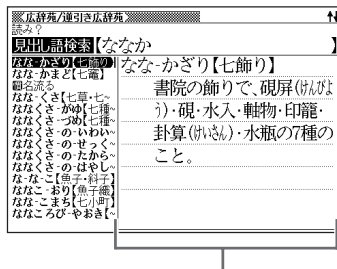 広辞苑/逆引き広辞苑
読み?
見出し語検索【ななか 】
なな-かざり【七飾り】
なな-かまど【七竈】
名流る
なな-くさ【七草・七~
ななくさ-がゆ【七種~
ななくさ-づめ【七種~
ななくさ-の-いわい~
ななくさ-の-せっく~
ななくさ-の-たから~
ななくさ-の-はやし~
な-な-こ【魚子・斜子】
ななこ-おり【魚子織】
なな-こまち【七小町】
ななころび-やおき【~
なな-かざり【七飾り】
書院の飾りで、硯屏(けんびょ
う)・硯・水入・軸物・印籠・
卦算(けいさん)・水瓶の7種の
こと。